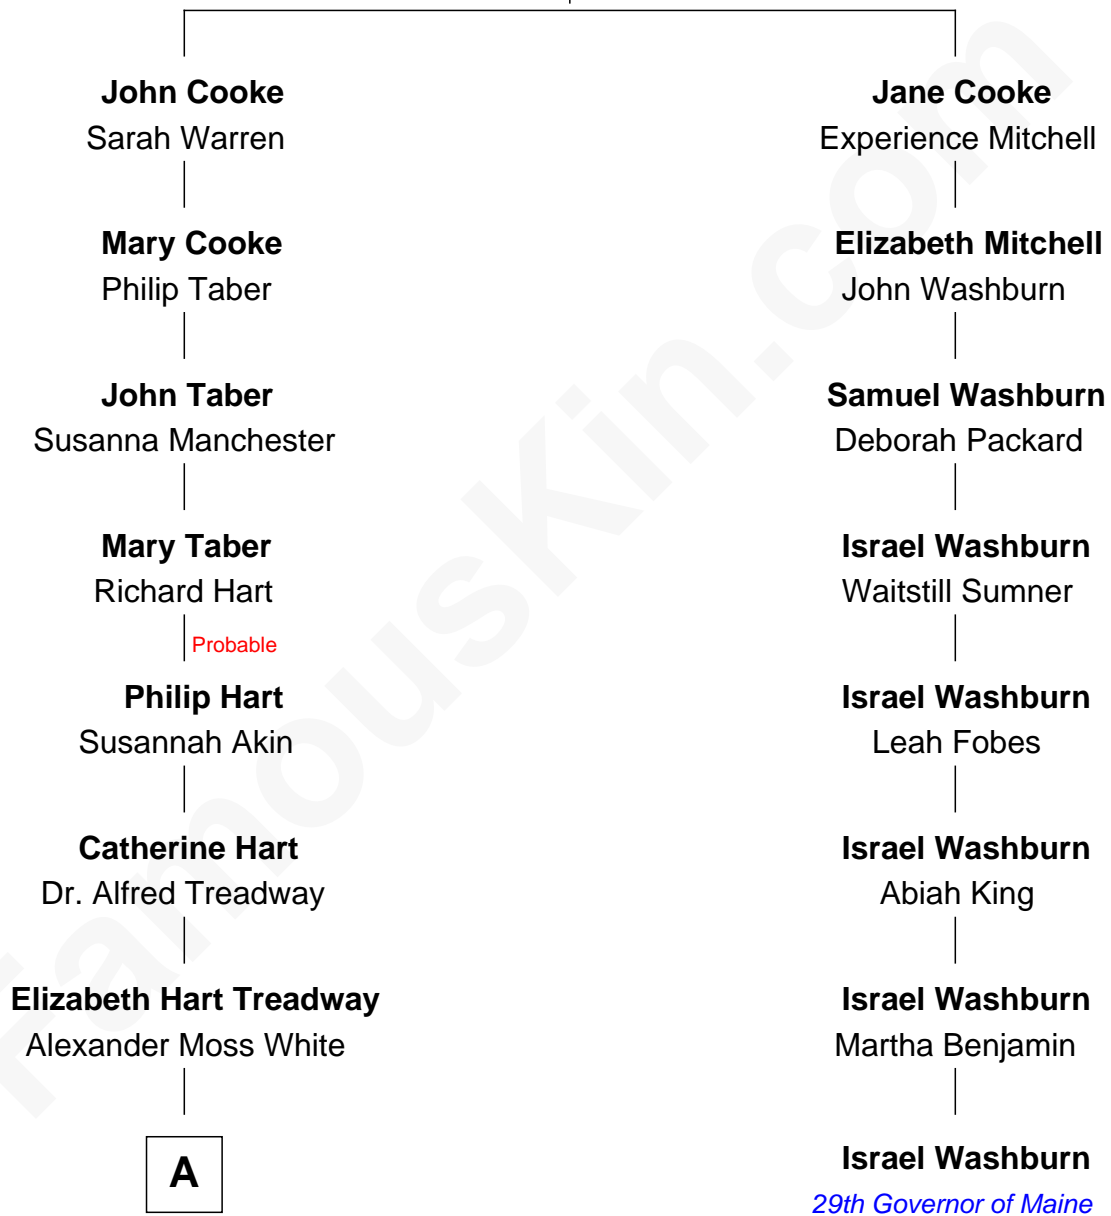 John Cooke
Sarah Warren
Jane Cooke
Experience Mitchell
Mary Cooke
Philip Taber
Elizabeth Mitchell
John Washburn
John Taber
Susanna Manchester
Samuel Washburn
Deborah Packard
Mary Taber
Richard Hart
Probable
Israel Washburn
Waitstill Sumner
Philip Hart
Susannah Akin
Israel Washburn
Leah Fobes
Catherine Hart
Dr. Alfred Treadway
Israel Washburn
Abiah King
Elizabeth Hart Treadway
Alexander Moss White
Israel Washburn
Martha Benjamin
A
Israel Washburn
29th Governor of Maine
FamousKin.com